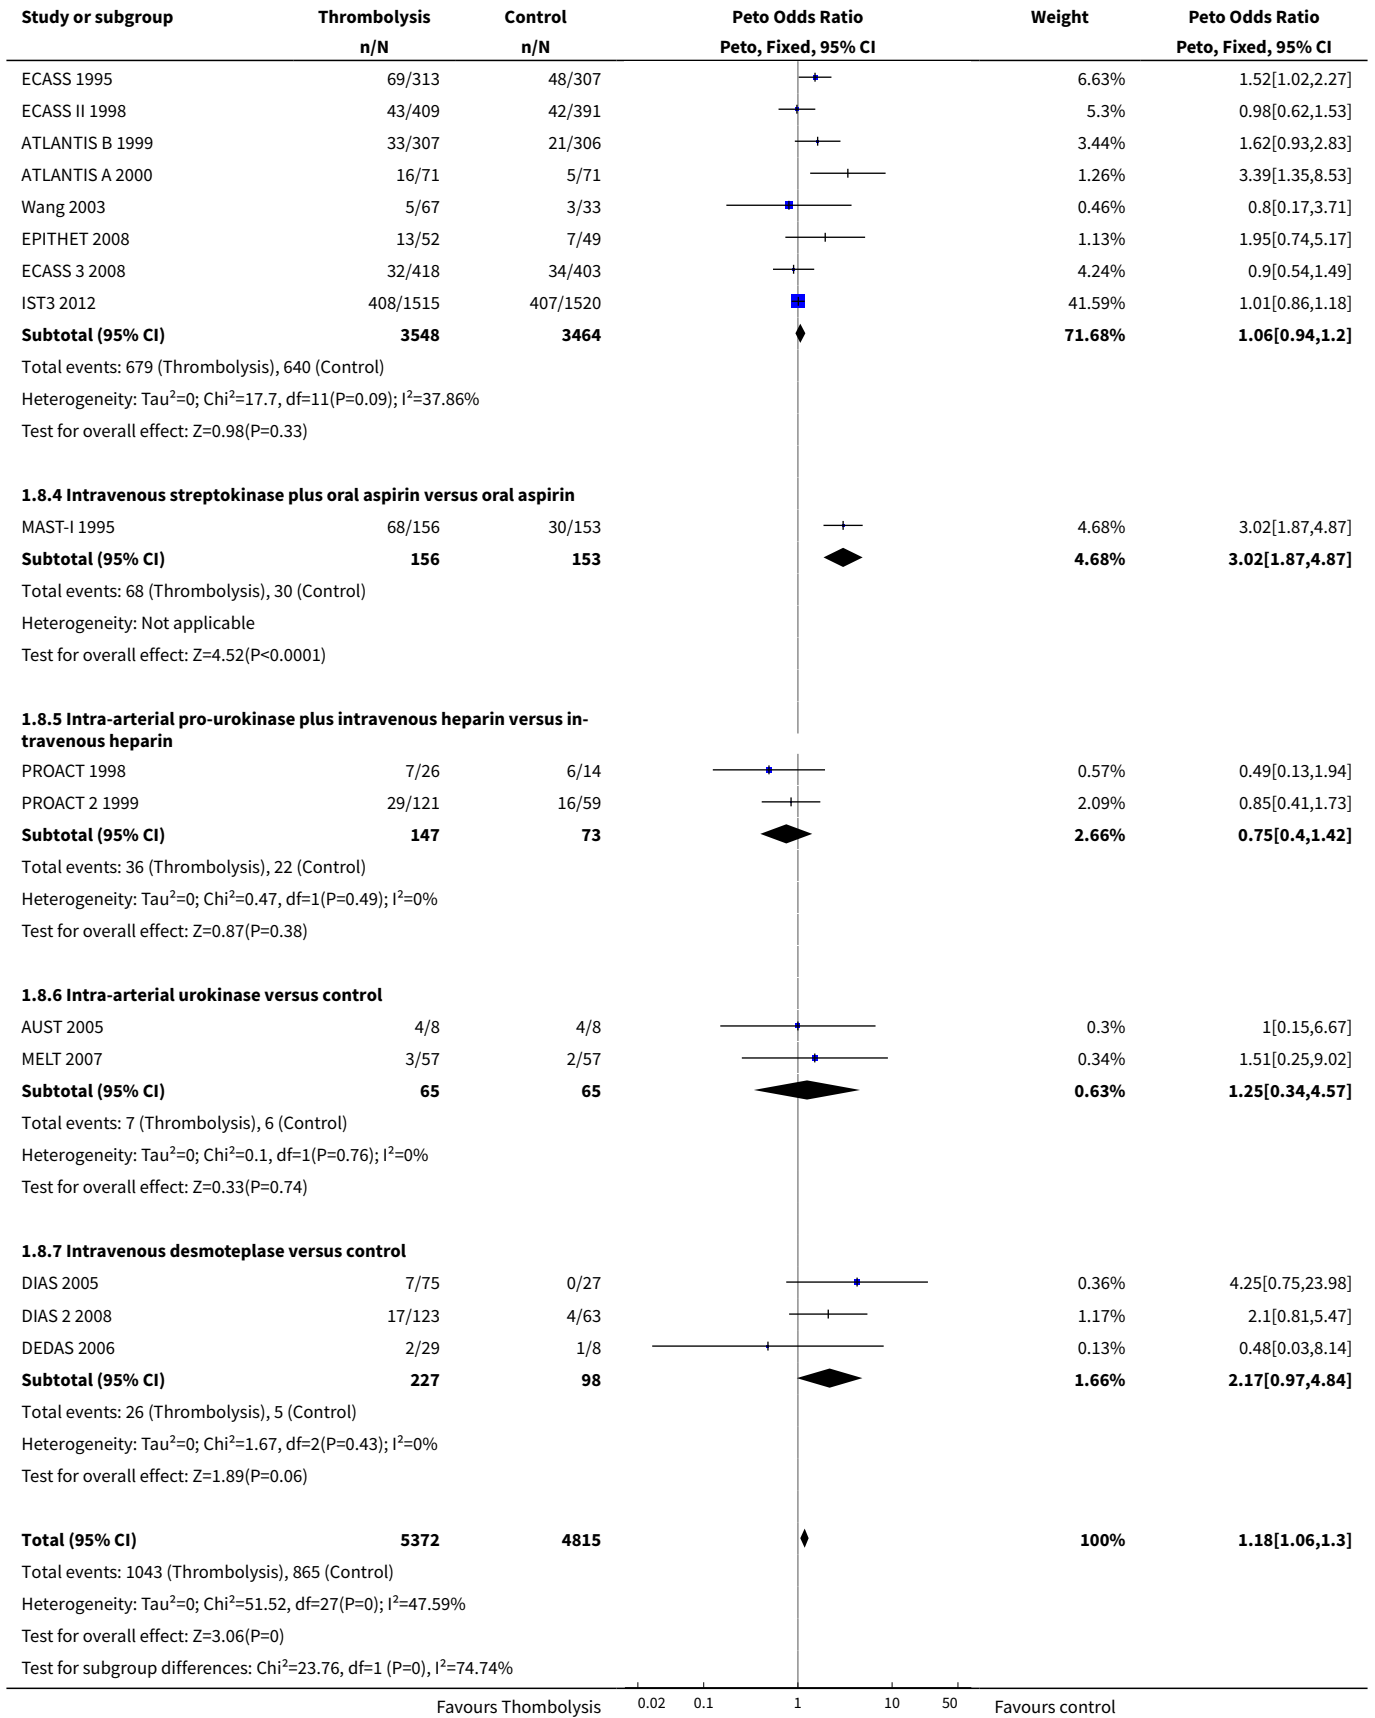 Study or subgroup Thrombolysis Control Peto Odds Ratio Weight Peto Odds Ratio
n/N n/N Peto, Fixed, 95% CI Peto, Fixed, 95% CI
ECASS 1995 69/313 48/307 6.63% 1.52[1.02,2.27]
ECASS II 1998 43/409 42/391 5.3% 0.98[0.62,1.53]
ATLANTIS B 1999 33/307 21/306 3.44% 1.62[0.93,2.83]
ATLANTIS A 2000 16/71 5/71 1.26% 3.39[1.35,8.53]
Wang 2003 5/67 3/33 0.46% 0.8[0.17,3.71]
EPITHET 2008 13/52 7/49 1.13% 1.95[0.74,5.17]
ECASS 3 2008 32/418 34/403 4.24% 0.9[0.54,1.49]
IST3 2012 408/1515 407/1520 41.59% 1.01[0.86,1.18]
Subtotal (95% CI) 3548 3464 71.68% 1.06[0.94,1.2]
Total events: 679 (Thrombolysis), 640 (Control)
Heterogeneity: Tau²=0; Chi²=17.7, df=11(P=0.09); I²=37.86%
Test for overall effect: Z=0.98(P=0.33)
1.8.4 Intravenous streptokinase plus oral aspirin versus oral aspirin
MAST-I 1995 68/156 30/153 4.68% 3.02[1.87,4.87]
Subtotal (95% CI) 156 153 4.68% 3.02[1.87,4.87]
Total events: 68 (Thrombolysis), 30 (Control)
Heterogeneity: Not applicable
Test for overall effect: Z=4.52(P<0.0001)
1.8.5 Intra-arterial pro-urokinase plus intravenous heparin versus in-
travenous heparin
PROACT 1998 7/26 6/14 0.57% 0.49[0.13,1.94]
PROACT 2 1999 29/121 16/59 2.09% 0.85[0.41,1.73]
Subtotal (95% CI) 147 73 2.66% 0.75[0.4,1.42]
Total events: 36 (Thrombolysis), 22 (Control)
Heterogeneity: Tau²=0; Chi²=0.47, df=1(P=0.49); I²=0%
Test for overall effect: Z=0.87(P=0.38)
1.8.6 Intra-arterial urokinase versus control
AUST 2005 4/8 4/8 0.3% 1[0.15,6.67]
MELT 2007 3/57 2/57 0.34% 1.51[0.25,9.02]
Subtotal (95% CI) 65 65 0.63% 1.25[0.34,4.57]
Total events: 7 (Thrombolysis), 6 (Control)
Heterogeneity: Tau²=0; Chi²=0.1, df=1(P=0.76); I²=0%
Test for overall effect: Z=0.33(P=0.74)
1.8.7 Intravenous desmoteplase versus control
DIAS 2005 7/75 0/27 0.36% 4.25[0.75,23.98]
DIAS 2 2008 17/123 4/63 1.17% 2.1[0.81,5.47]
DEDAS 2006 2/29 1/8 0.13% 0.48[0.03,8.14]
Subtotal (95% CI) 227 98 1.66% 2.17[0.97,4.84]
Total events: 26 (Thrombolysis), 5 (Control)
Heterogeneity: Tau²=0; Chi²=1.67, df=2(P=0.43); I²=0%
Test for overall effect: Z=1.89(P=0.06)
Total (95% CI) 5372 4815 100% 1.18[1.06,1.3]
Total events: 1043 (Thrombolysis), 865 (Control)
Heterogeneity: Tau²=0; Chi²=51.52, df=27(P=0); I²=47.59%
Test for overall effect: Z=3.06(P=0)
Test for subgroup differences: Chi²=23.76, df=1 (P=0), I²=74.74%
Favours Thombolysis 0.02 0.1 1 10 50 Favours control